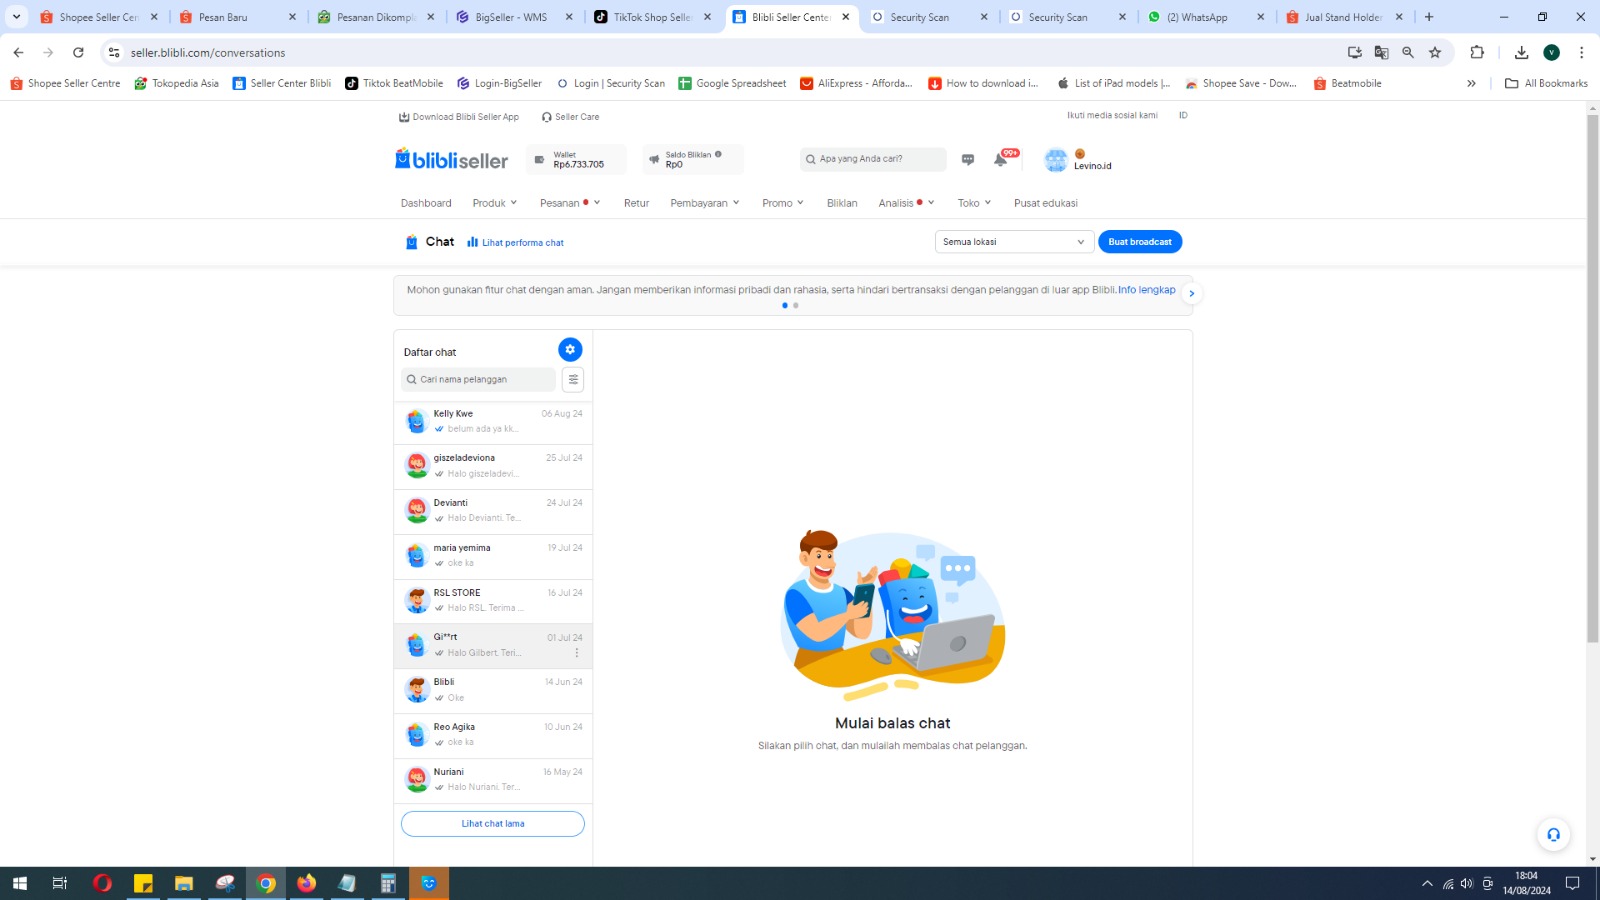 Shopee Seller Cen
Pesan Baru
Pesanan Dikompla
BigSeller - WMS
TikTok Shop Selle
Blibli Seller Cente
Security Scan
Security Scan
(2) WhatsApp
Jual Stand Holder
seller.blibli.com/conversations
V
Shopee Seller Centre
Tokopedia Asia
Seller Center Blibli
Tiktok BeatMobile
Login-BigSeller
Login | Security Scan
Google Spreadsheet
AliExpress - Afforda...
How to download i...
List of iPad models |...
Shopee Save - Dow...
Beatmobile
All Bookmarks
Download Blibli Seller App
Seller Care
Ikuti media sosial kami
ID
blibliseller
Wallet
Rp6.733.705
Saldo Bliklan
Rp0
Apa yang Anda cari?
99+
Levino.id
Dashboard
Produk
Pesanan
Retur
Pembayaran
Promo
Bliklan
Analisis
Toko
Pusat edukasi
Chat
Lihat performa chat
Semua lokasi
Buat broadcast
Mohon gunakan fitur chat dengan aman. Jangan memberikan informasi pribadi dan rahasia, serta hindari bertransaksi dengan pelanggan di luar app Blibli. Info lengkap
Daftar chat
Cari nama pelanggan
Kelly Kwe 06 Aug 24
belum ada ya kk...
giszeladeviona 25 Jul 24
Halo giszeladevi...
Devianti 24 Jul 24
Halo Devianti. Te...
maria yemima 19 Jul 24
oke ka
RSL STORE 16 Jul 24
Halo RSL. Terima ...
Gi**rt 01 Jul 24
Halo Gilbert. Teri...
Blibli 14 Jun 24
Oke
Reo Agika 10 Jun 24
oke ka
Nuriani 16 May 24
Halo Nuriani. Ter...
Lihat chat lama
Mulai balas chat
Silakan pilih chat, dan mulailah membalas chat pelanggan.
18:04
14/08/2024